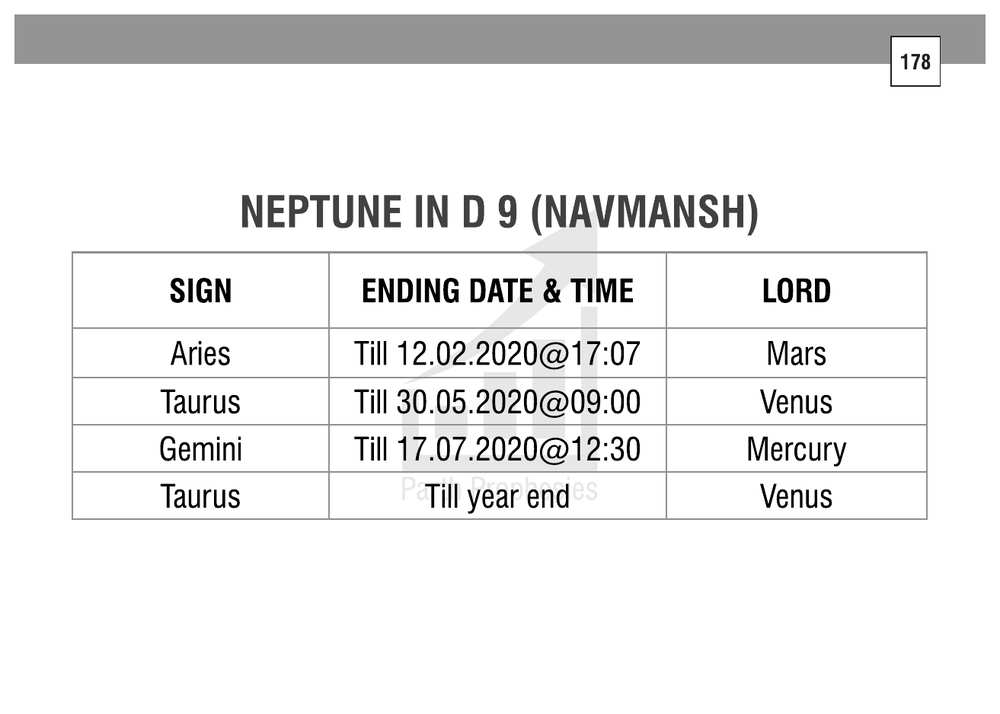 178
NEPTUNE IN D 9 (NAVMANSH)
SIGN ENDING DATE & TIME LORD
Aries Till 12.02.2020@17:07 Mars
Taurus Till 30.05.2020@09:00 Venus
Gemini Till 17.07.2020@12:30 Mercury
Taurus Till year end Venus